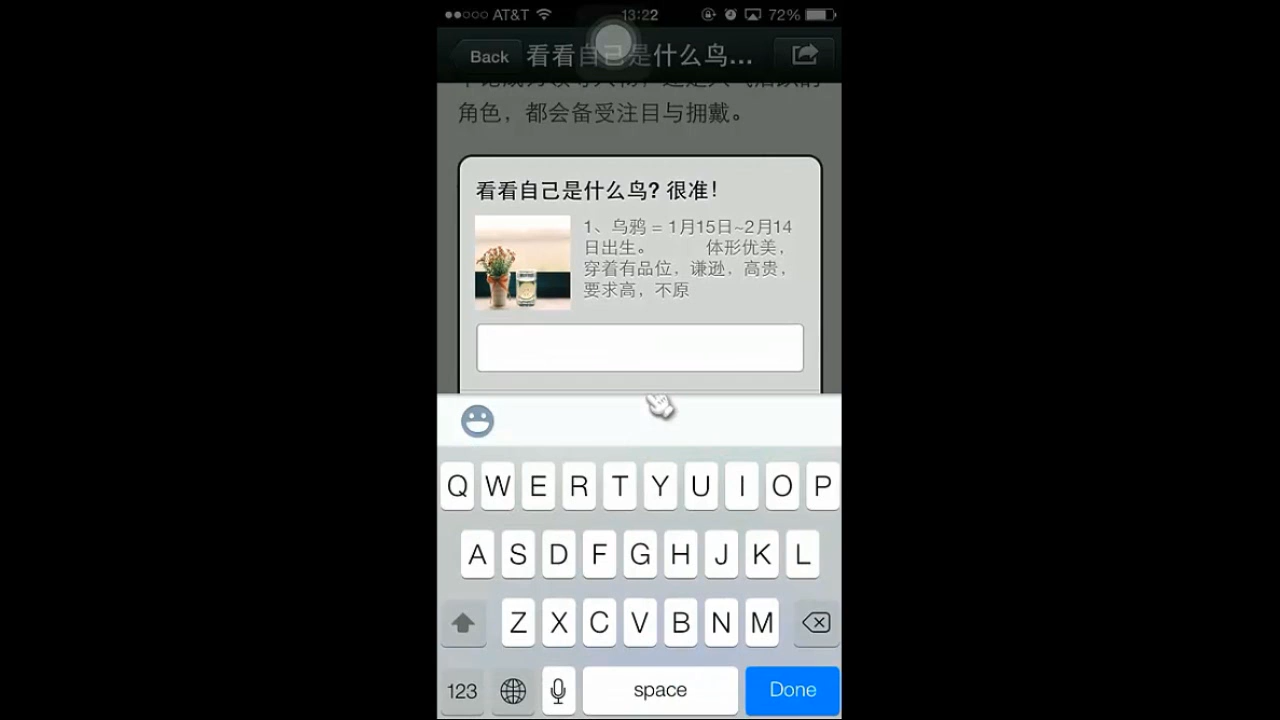 AT&T 13:22 72%
Back 看看自己是什么鸟...
角色，都会备受注目与拥戴。
看看自己是什么鸟? 很准！
1、乌鸦 = 1月15日~2月14
日出生。 体形优美，
穿着有品位，谦逊，高贵，
要求高，不原
Q W E R T Y U I O P
A S D F G H J K L
Z X C V B N M
123 space Done